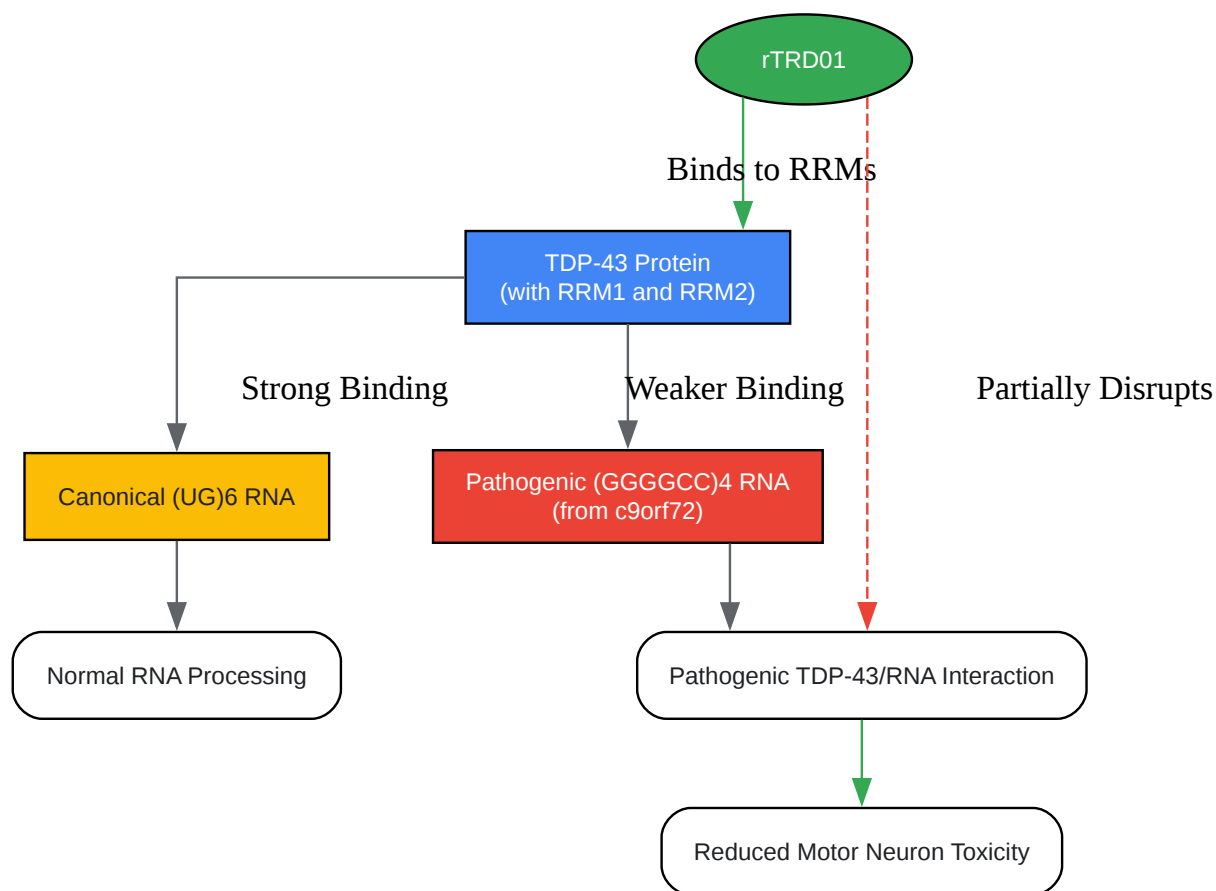 rTRD01
Binds to RRMs
TDP-43 Protein
(with RRM1 and RRM2)
Strong Binding
Weaker Binding
Partially Disrupts
Canonical (UG)6 RNA
Pathogenic (GGGGCC)4 RNA
(from c9orf72)
Normal RNA Processing
Pathogenic TDP-43/RNA Interaction
Reduced Motor Neuron Toxicity